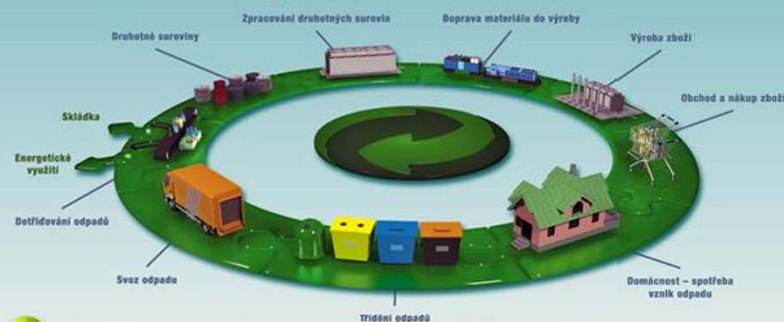 Zpracování druhotných surovin
Doprava materiálu do výroby
Druhotné suroviny
Výroba zboží
Obchod a nákup zboží
Skládka
Energetické
využití
Dotřiďování odpadů
Svoz odpadu
Domácnost – spotřeba
vznik odpadu
Třídění odpadů